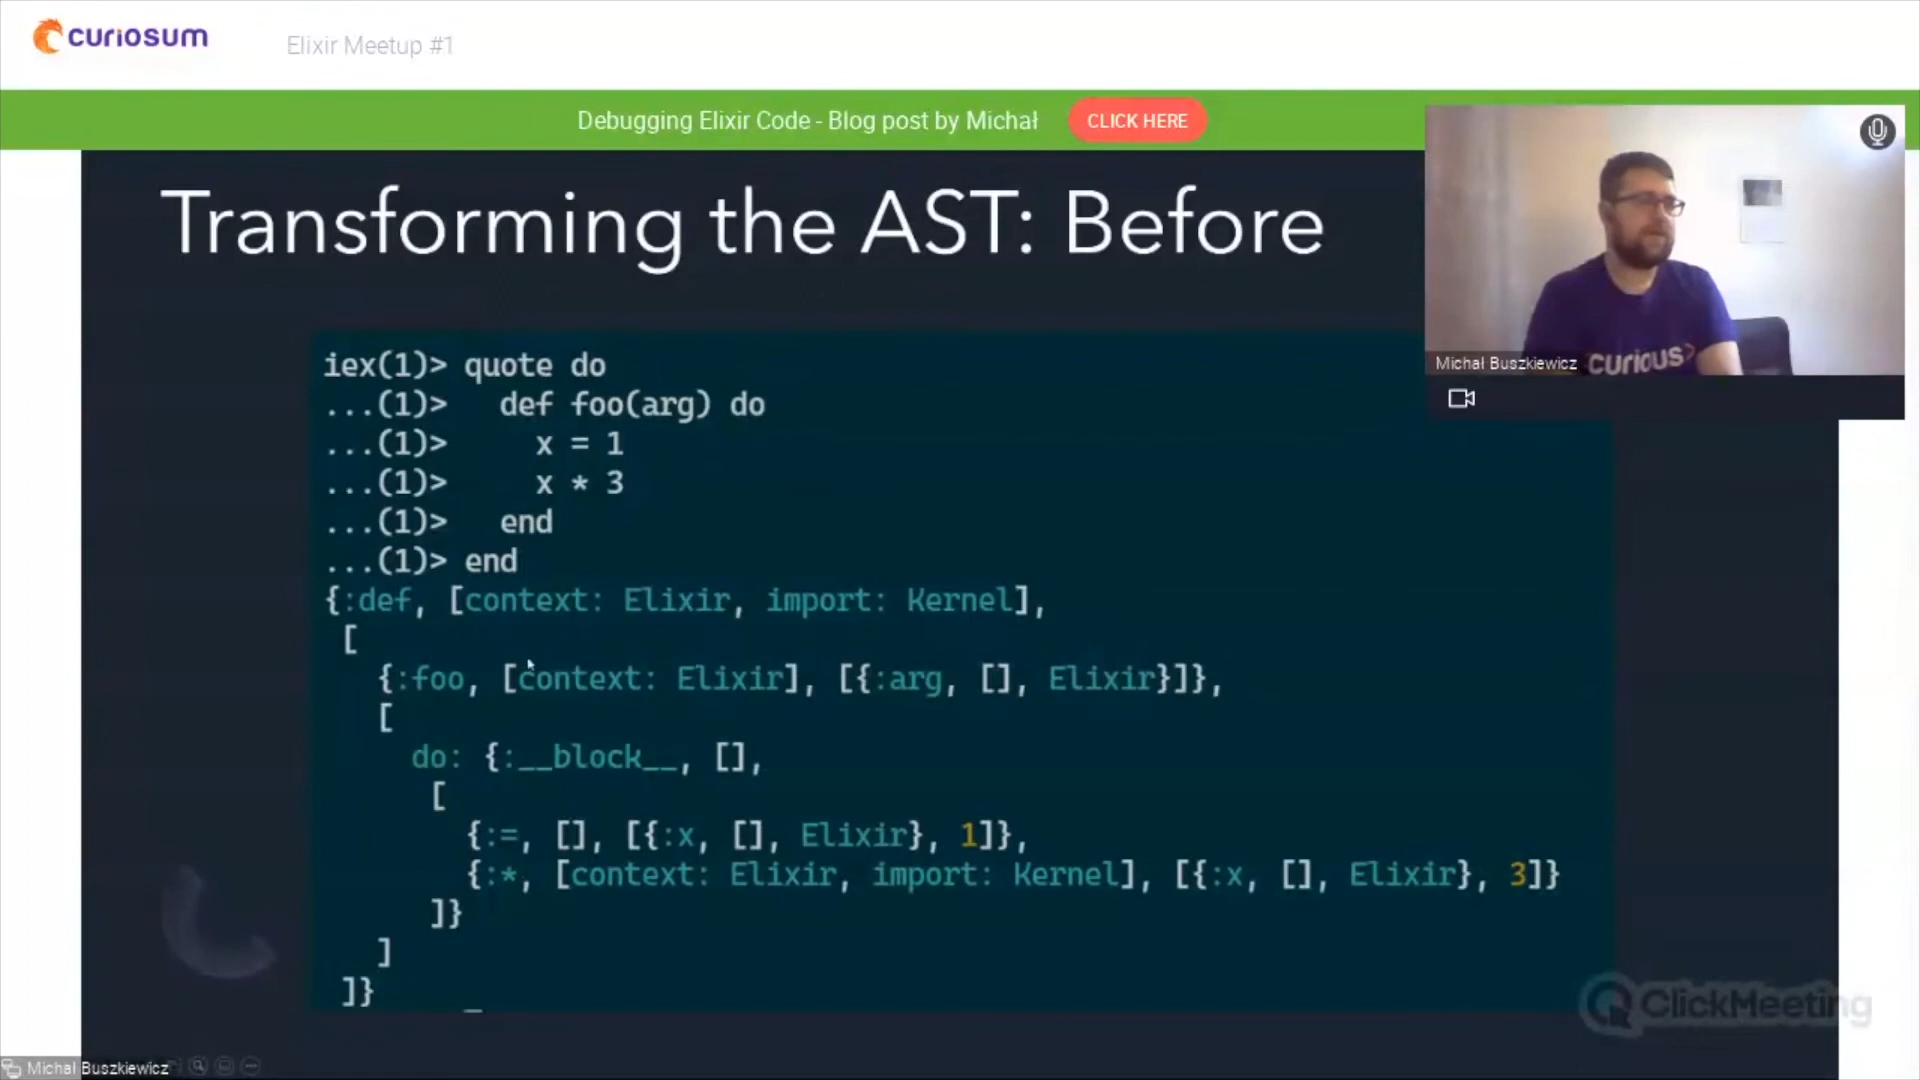 curiosum
Elixir Meetup #1
Debugging Elixir Code - Blog post by Michał
CLICK HERE
Transforming the AST: Before
curious>
Michał Buszkiewicz
iex(1)> quote do
...(1)>   def foo(arg) do
...(1)>     x = 1
...(1)>     x * 3
...(1)>   end
...(1)> end
{:def, [context: Elixir, import: Kernel],
 [
   {:foo, [context: Elixir], [{:arg, [], Elixir}]},
   [
     do: {:__block__, [],
      [
        {:=, [], [{:x, [], Elixir}, 1]},
        {:*, [context: Elixir, import: Kernel], [{:x, [], Elixir}, 3]}
      ]}
   ]
 ]}
ClickMeeting
Michał Buszkiewicz